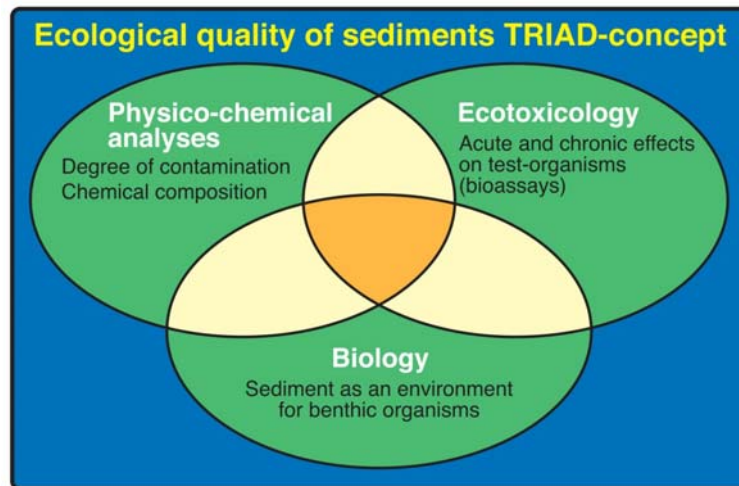 Ecological quality of sediments TRIAD-concept
Physico-chemical
analyses
Degree of contamination
Chemical composition
Ecotoxicology
Acute and chronic effects
on test-organisms
(bioassays)
Biology
Sediment as an environment
for benthic organisms